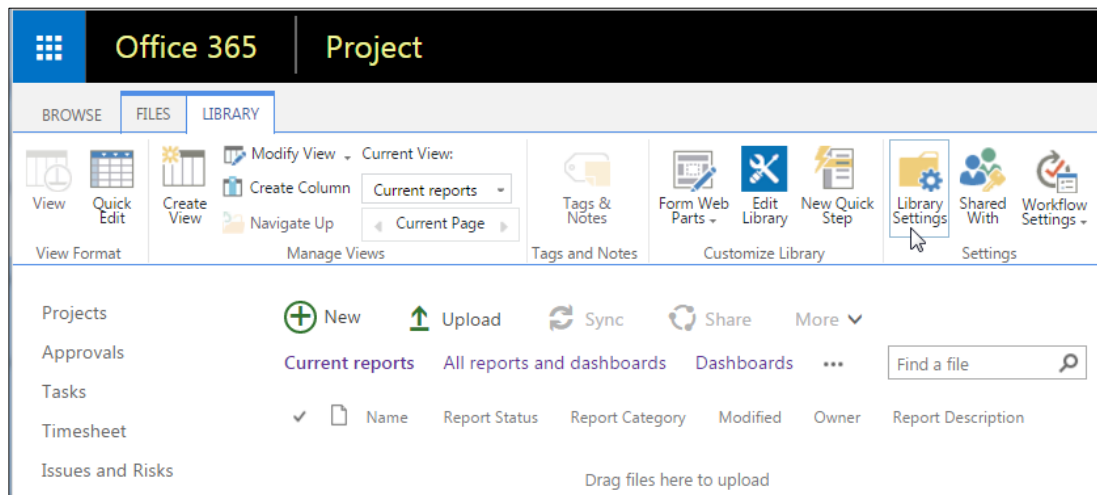 Office 365 Project
BROWSE FILES LIBRARY
View
Quick Edit
Create View
Modify View
Create Column
Navigate Up
Current View:
Current reports
Current Page
Tags & Notes
Form Web Parts
Edit Library
New Quick Step
Library Settings
Shared With
Workflow Settings
View Format Manage Views Tags and Notes Customize Library Settings
Projects
Approvals
Tasks
Timesheet
Issues and Risks
New Upload Sync Share More
Current reports All reports and dashboards Dashboards ••• Find a file
Name Report Status Report Category Modified Owner Report Description
Drag files here to upload